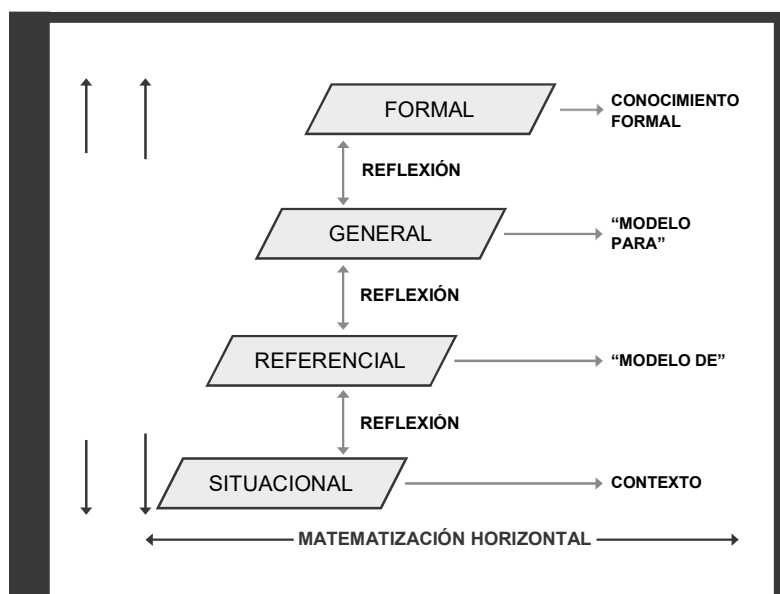 FORMAL
CONOCIMIENTO
FORMAL
REFLEXIÓN
GENERAL
“MODELO
PARA”
REFLEXIÓN
REFERENCIAL
“MODELO DE”
REFLEXIÓN
SITUACIONAL
CONTEXTO
MATEMATIZACIÓN HORIZONTAL